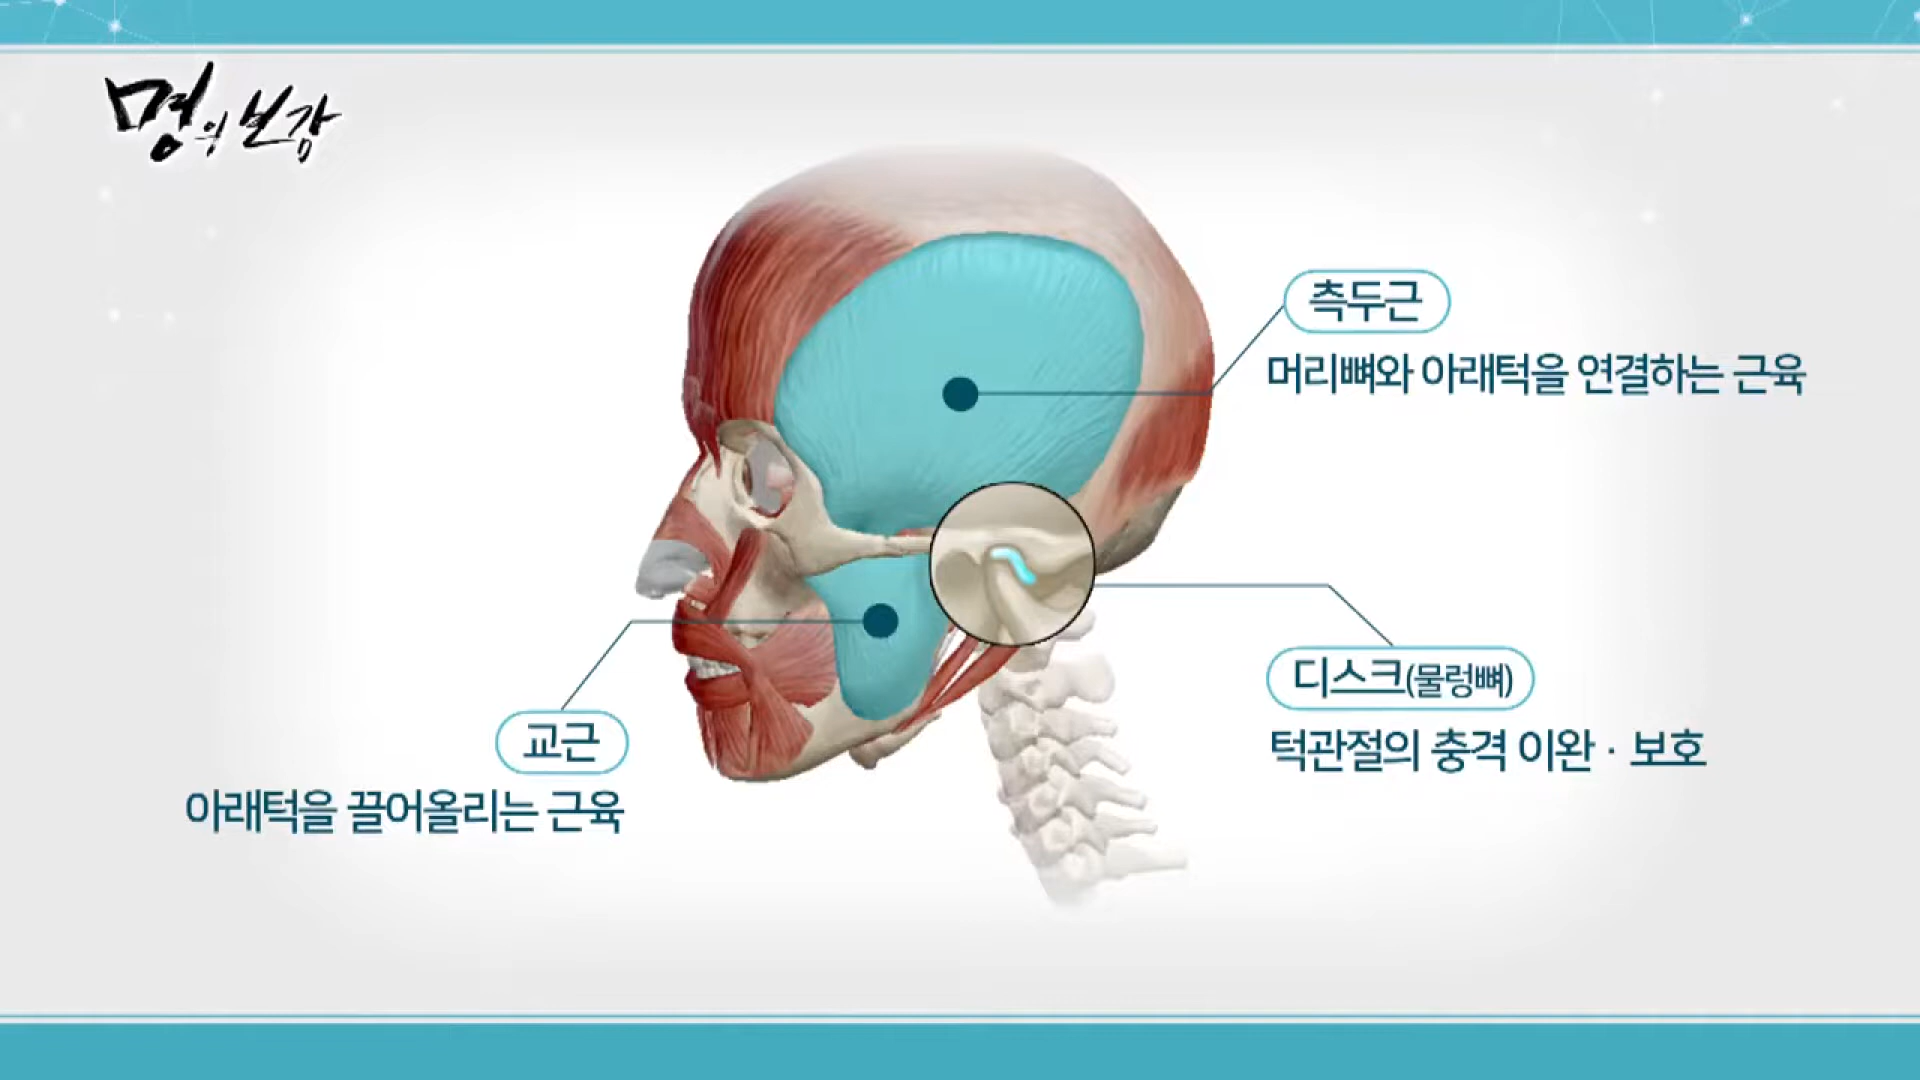 명의보감
측두근
머리뼈와 아래턱을 연결하는 근육
디스크(물렁뼈)
턱관절의 충격 이완 · 보호
교근
아래턱을 끌어올리는 근육